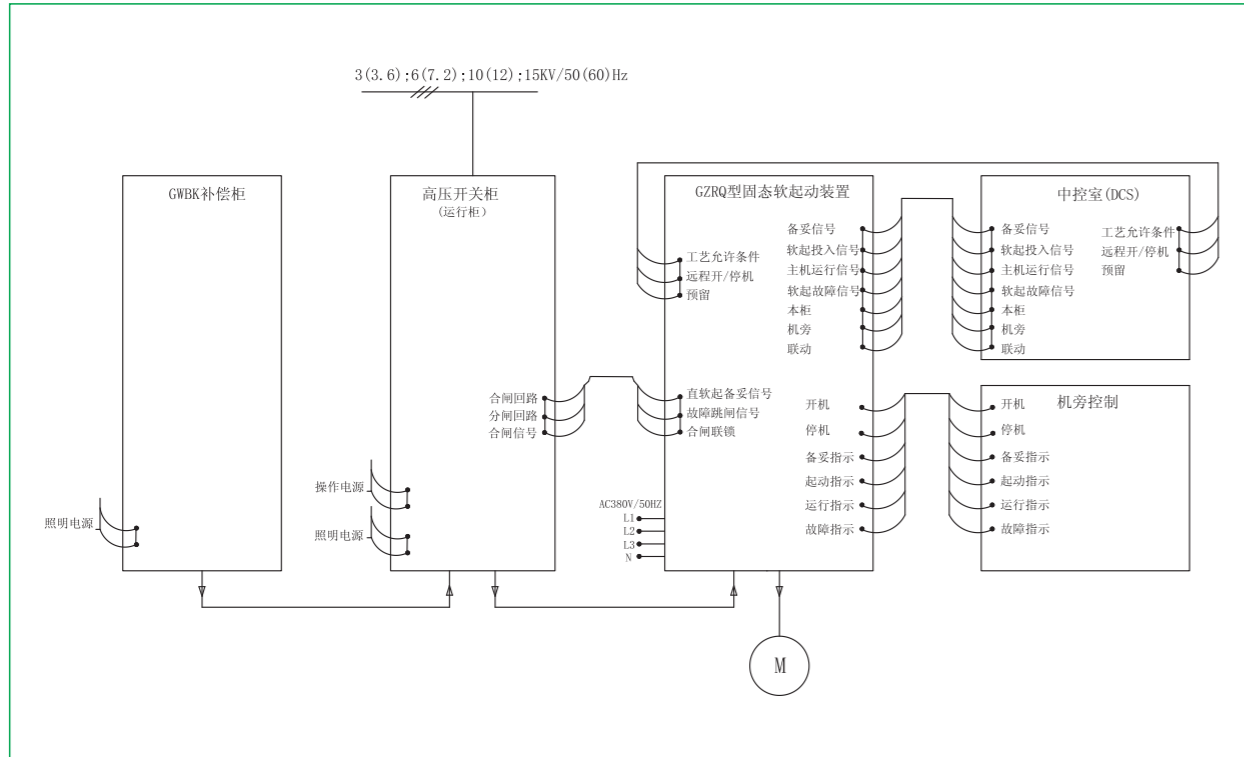 3(3.6);6(7.2);10(12);15KV/50(60)Hz
GWBK补偿柜
照明电源
高压开关柜
(运行柜)
合闸回路
分闸回路
合闸信号
操作电源
照明电源
GZRQ型固态软起动装置
工艺允许条件
远程开/停机
预留
备妥信号
软起投入信号
主机运行信号
软起故障信号
本柜
机旁
联动
直软起备妥信号
故障跳闸信号
合闸联锁
开机
停机
备妥指示
起动指示
运行指示
故障指示
AC380V/50HZ
L1
L2
L3
N
中控室(DCS)
备妥信号
软起投入信号
主机运行信号
软起故障信号
本柜
机旁
联动
工艺允许条件
远程开/停机
预留
机旁控制
开机
停机
备妥指示
起动指示
运行指示
故障指示
M